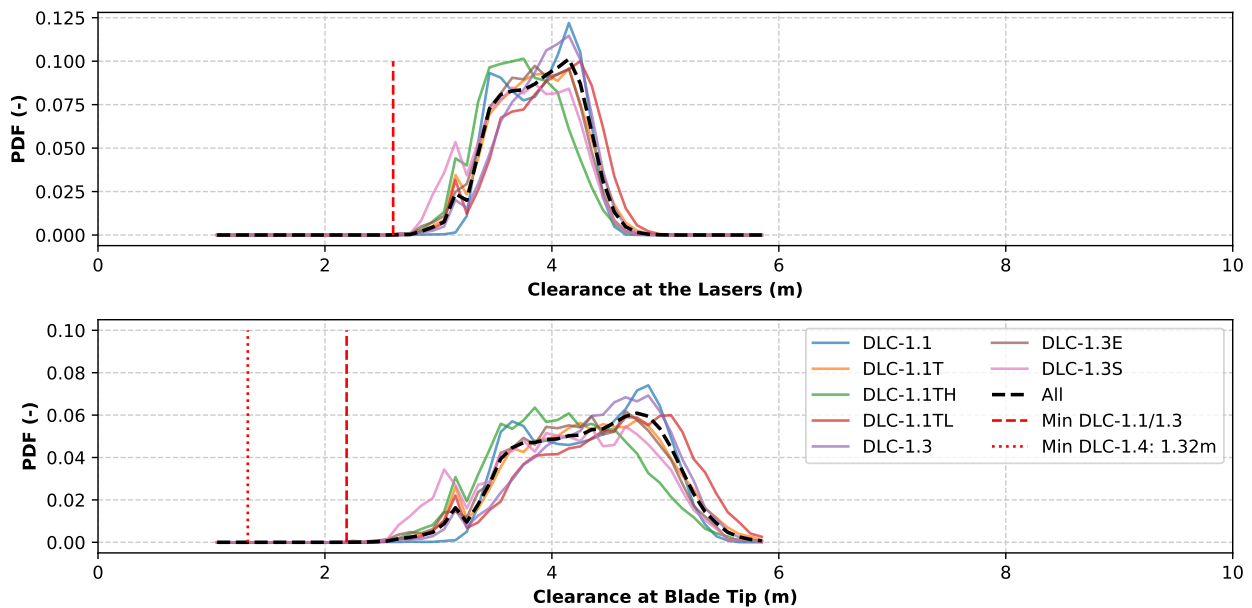 0.125
0.100
0.075
0.050
0.025
0.000
PDF (-)
0 2 4 6 8 10
Clearance at the Lasers (m)
0.10
0.08
0.06
0.04
0.02
0.00
PDF (-)
DLC-1.1
DLC-1.1T
DLC-1.1TH
DLC-1.1TL
DLC-1.3
DLC-1.3E
DLC-1.3S
All
Min DLC-1.1/1.3
Min DLC-1.4: 1.32m
0 2 4 6 8 10
Clearance at Blade Tip (m)